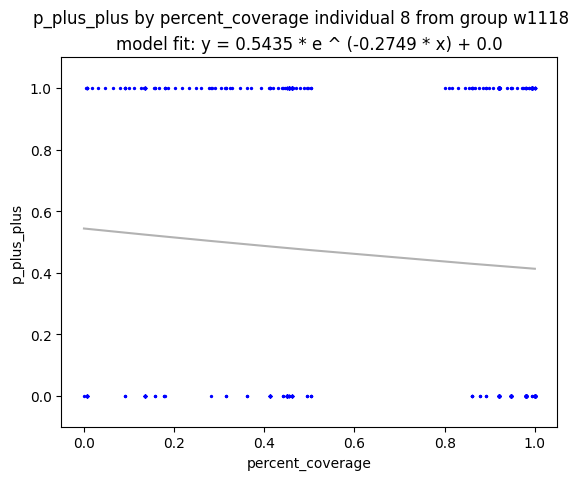 p_plus_plus by percent_coverage individual 8 from group w1118
model fit: y = 0.5435 * e ^ (-0.2749 * x) + 0.0
p_plus_plus
1.0
0.8
0.6
0.4
0.2
0.0
0.0 0.2 0.4 0.6 0.8 1.0
percent_coverage